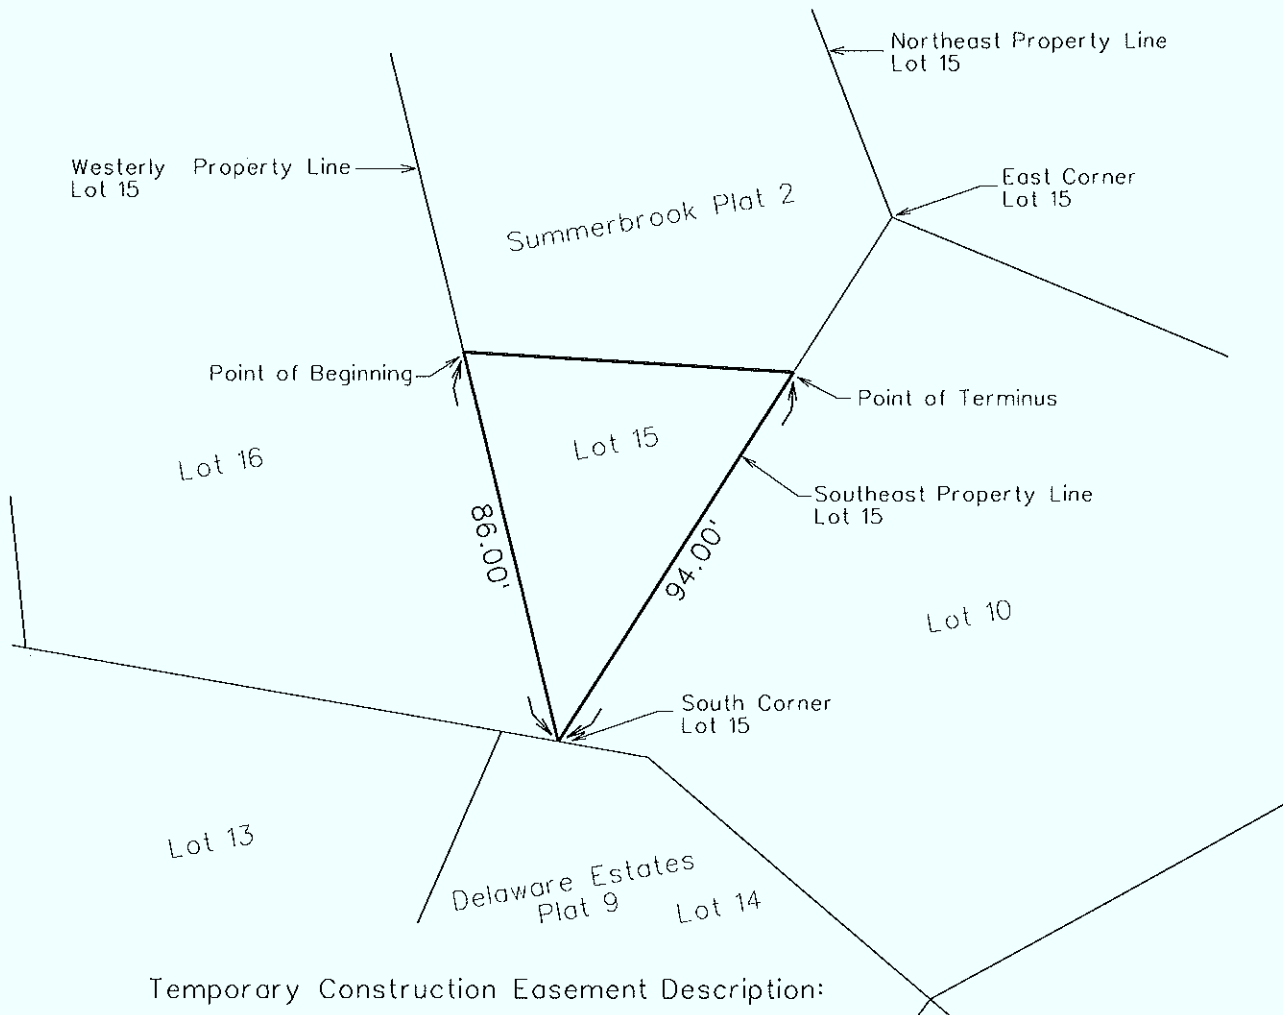 Northeast Property Line
Lot 15
Westerly Property Line
Lot 15
East Corner
Lot 15
Summerbrook Plat 2
Point of Beginning
Point of Terminus
Lot 15
Lot 16
Southeast Property Line
Lot 15
86.00'
94.00'
Lot 10
South Corner
Lot 15
Lot 13
Delaware Estates
Plat 9
Lot 14
Temporary Construction Easement Description: